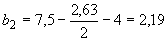 b₂ = 7,5 − 2,63/2 − 4 = 2,19